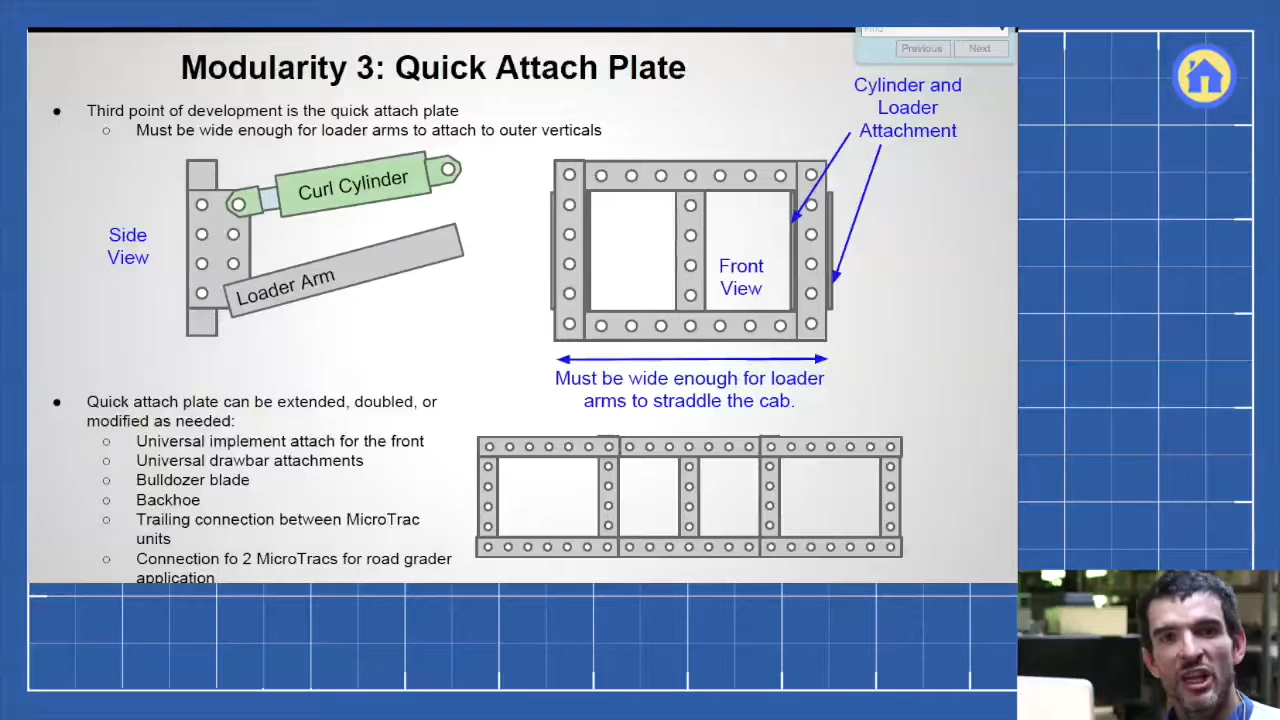 Modularity 3: Quick Attach Plate
Previous
Next
● Third point of development is the quick attach plate
○ Must be wide enough for loader arms to attach to outer verticals
Cylinder and
Loader
Attachment
Curl Cylinder
Side
View
Loader Arm
Front
View
Must be wide enough for loader
arms to straddle the cab.
● Quick attach plate can be extended, doubled, or
modified as needed:
○ Universal implement attach for the front
○ Universal drawbar attachments
○ Bulldozer blade
○ Backhoe
○ Trailing connection between MicroTrac
units
○ Connection fo 2 MicroTracs for road grader
application